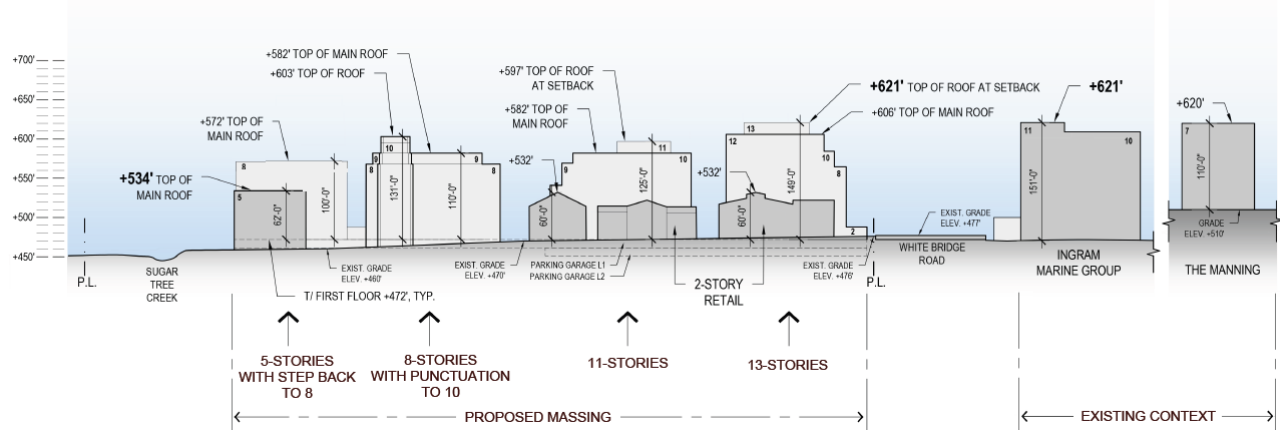 +700'
+650'
+600'
+550'
+500'
+450'
P.L.
SUGAR
TREE
CREEK
+572' TOP OF
MAIN ROOF
+534' TOP OF
MAIN ROOF
8
5
62'-0"
100'-0"
+582' TOP OF MAIN ROOF
+603' TOP OF ROOF
10
9
9
8
8
131'-0"
110'-0"
EXIST. GRADE
ELEV. +460'
T/ FIRST FLOOR +472', TYP.
+597' TOP OF ROOF
AT SETBACK
+582' TOP OF
MAIN ROOF
+532'
11
10
9
60'-0"
125'-0"
EXIST. GRADE
ELEV. +470'
PARKING GARAGE L1
PARKING GARAGE L2
2-STORY
RETAIL
+621' TOP OF ROOF AT SETBACK
+606' TOP OF MAIN ROOF
+532'
13
12
10
8
2
60'-0"
149'-0"
EXIST. GRADE
ELEV. +476'
P.L.
EXIST. GRADE
ELEV. +477'
WHITE BRIDGE
ROAD
+621'
11
10
151'-0"
INGRAM
MARINE GROUP
+620'
7
110'-0"
GRADE
ELEV. +510'
THE MANNING
5-STORIES
WITH STEP BACK
TO 8
8-STORIES
WITH PUNCTUATION
TO 10
11-STORIES
13-STORIES
PROPOSED MASSING
EXISTING CONTEXT